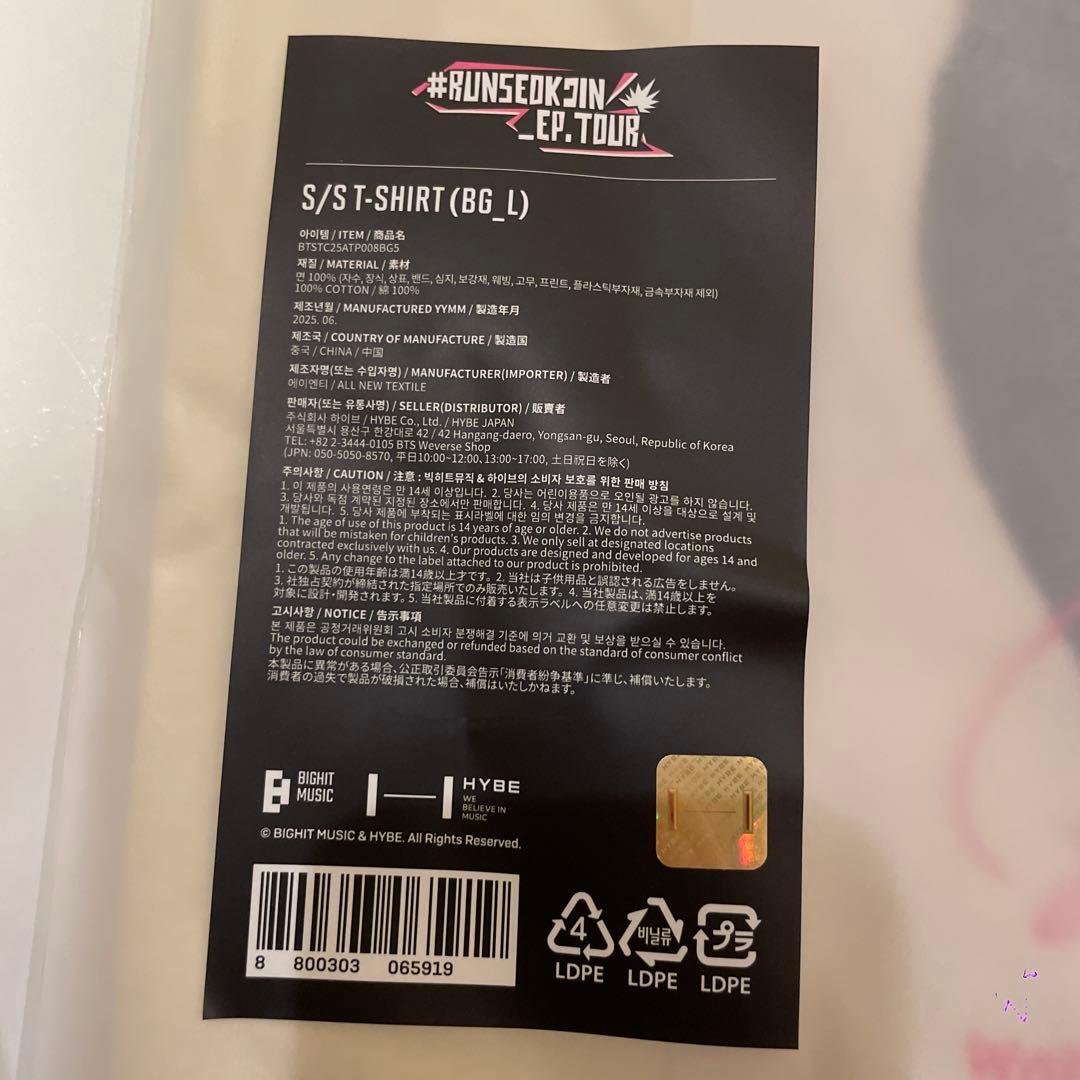 #RUNSEOKJIN
_EP.TOUR
S/S T-SHIRT (BG_L)
아이템 / ITEM / 商品名
BTSTC25ATP008BG5
재질 / MATERIAL / 素材
면 100% (자수, 장식, 상표, 밴드, 심지, 보강재, 웨빙, 고무, 프린트, 플라스틱부자재, 금속부자재 제외)
100% COTTON / 綿 100%
제조년월 / MANUFACTURED YYMM / 製造年月
2025. 06.
제조국 / COUNTRY OF MANUFACTURE / 製造国
중국 / CHINA / 中国
제조자명(또는 수입자명) / MANUFACTURER(IMPORTER) / 製造者
에이엔티 / ALL NEW TEXTILE
판매자(또는 유통사명) / SELLER(DISTRIBUTOR) / 販賣者
주식회사 하이브 / HYBE Co., Ltd. / HYBE JAPAN
서울특별시 용산구 한강대로 42 / 42 Hangang-daero, Yongsan-gu, Seoul, Republic of Korea
TEL: +82 2-3444-0105 BTS Weverse Shop
(JPN: 050-5050-8570, 平日10:00~12:00、13:00~17:00, 土日祝日を除く)
주의사항 / CAUTION / 注意 : 빅히트뮤직 & 하이브의 소비자 보호를 위한 판매 방침
1. 이 제품의 사용연령은 만 14세 이상입니다. 2. 당사는 어린이용품으로 오인될 광고를 하지 않습니다.
3. 당사와 독점 계약된 지정된 장소에서만 판매합니다. 4. 당사 제품은 만 14세 이상을 대상으로 설계 및
개발됩니다. 5. 당사 제품에 부착되는 표시라벨에 대한 임의 변경을 금지합니다.
1. The age of use of this product is 14 years of age or older. 2. We do not advertise products
that will be mistaken for children's products. 3. We only sell at designated locations
contracted exclusively with us. 4. Our products are designed and developed for ages 14 and
older. 5. Any change to the label attached to our product is prohibited.
1. この製品の使用年齢は満14歳以上才です。2. 当社は子供用品と誤認される広告をしません。
3. 社独占契約が締結された指定場所でのみ販売いたします。4. 当社製品は、満14歳以上を
対象に設計・開発されます。5. 当社製品に付着する表示ラベルへの任意変更は禁止します。
고시사항 / NOTICE / 告示事項
본 제품은 공정거래위원회 고시 소비자 분쟁해결 기준에 의거 교환 및 보상을 받으실 수 있습니다.
The product could be exchanged or refunded based on the standard of consumer conflict
by the law of consumer standard.
本製品に異常がある場合、公正取引委員会告示「消費者紛争基準」に準じ、補償いたします。
消費者の過失で製品が破損された場合、補償はいたしかねます。
BIGHIT
MUSIC
HYBE
WE
BELIEVE IN
MUSIC
© BIGHIT MUSIC & HYBE. All Rights Reserved.
8 800303 065919
4
LDPE
비닐류
LDPE
プラ
LDPE